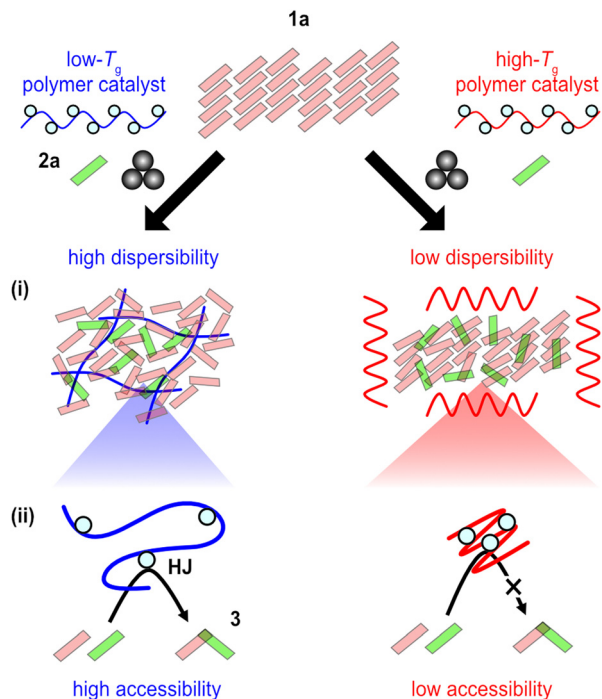 1a
low-Tg
polymer catalyst
high-Tg
polymer catalyst
2a
high dispersibility
low dispersibility
(i)
(ii)
HJ
3
high accessibility
low accessibility